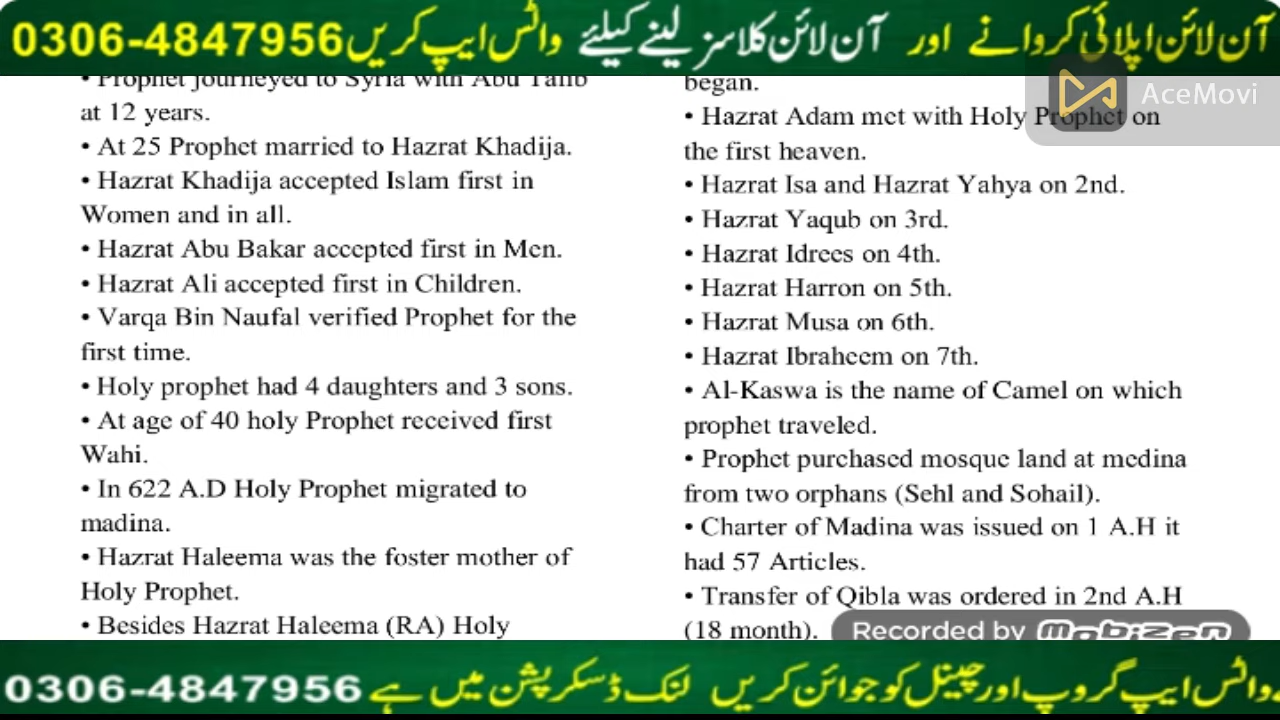 آن لائن اپلائی کروانے اور آن لائن کلاسز لینے کیلئے واٹس ایپ کریں 0306-4847956
AceMovi
• Prophet journeyed to Syria with Abu Talib
at 12 years.
• At 25 Prophet married to Hazrat Khadija.
• Hazrat Khadija accepted Islam first in
Women and in all.
• Hazrat Abu Bakar accepted first in Men.
• Hazrat Ali accepted first in Children.
• Varqa Bin Naufal verified Prophet for the
first time.
• Holy prophet had 4 daughters and 3 sons.
• At age of 40 holy Prophet received first
Wahi.
• In 622 A.D Holy Prophet migrated to
madina.
• Hazrat Haleema was the foster mother of
Holy Prophet.
• Besides Hazrat Haleema (RA) Holy
began.
• Hazrat Adam met with Holy Prophet on
the first heaven.
• Hazrat Isa and Hazrat Yahya on 2nd.
• Hazrat Yaqub on 3rd.
• Hazrat Idrees on 4th.
• Hazrat Harron on 5th.
• Hazrat Musa on 6th.
• Hazrat Ibraheem on 7th.
• Al-Kaswa is the name of Camel on which
prophet traveled.
• Prophet purchased mosque land at medina
from two orphans (Sehl and Sohail).
• Charter of Madina was issued on 1 A.H it
had 57 Articles.
• Transfer of Qibla was ordered in 2nd A.H
(18 month).
Recorded by mobizen
واٹس ایپ گروپ اور چینل کو جوائن کریں لنک ڈسکرپشن میں ہے 0306-4847956